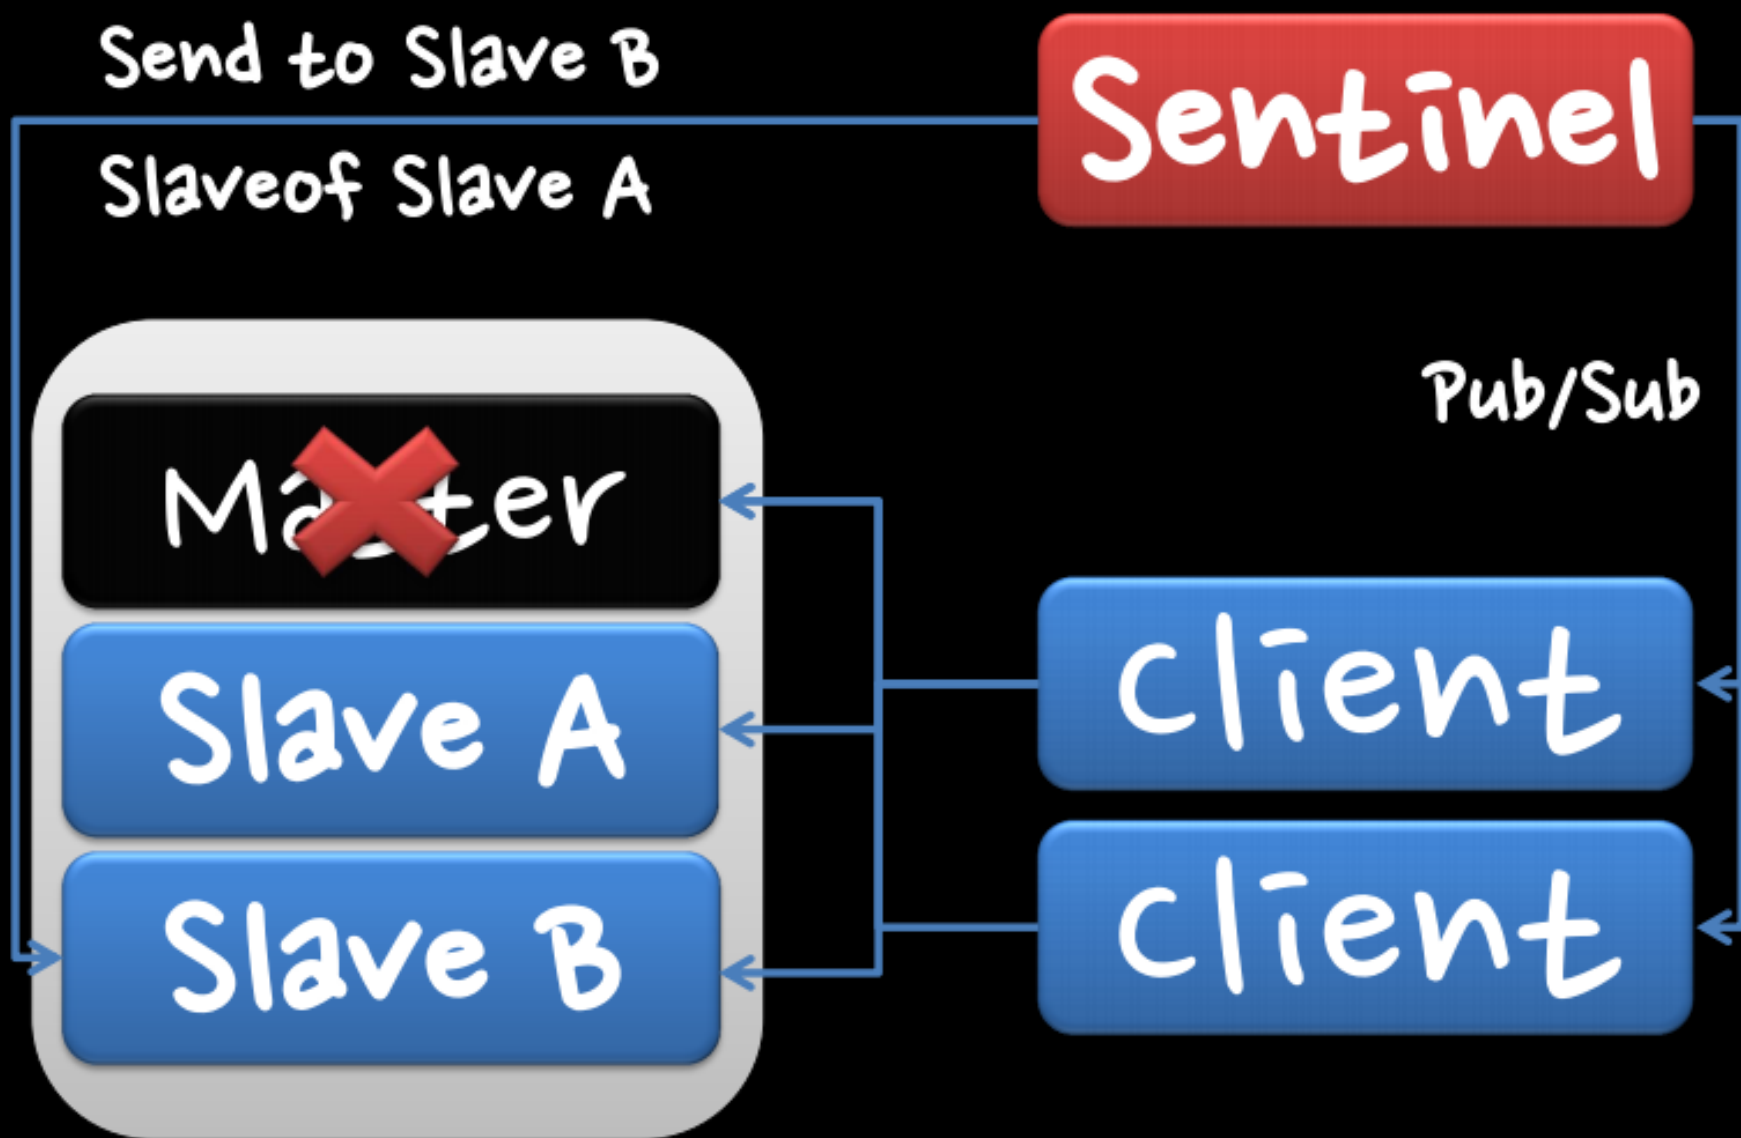 Send to Slave B
Slaveof Slave A
Sentinel
Pub/Sub
Master
Slave A
Slave B
client
client